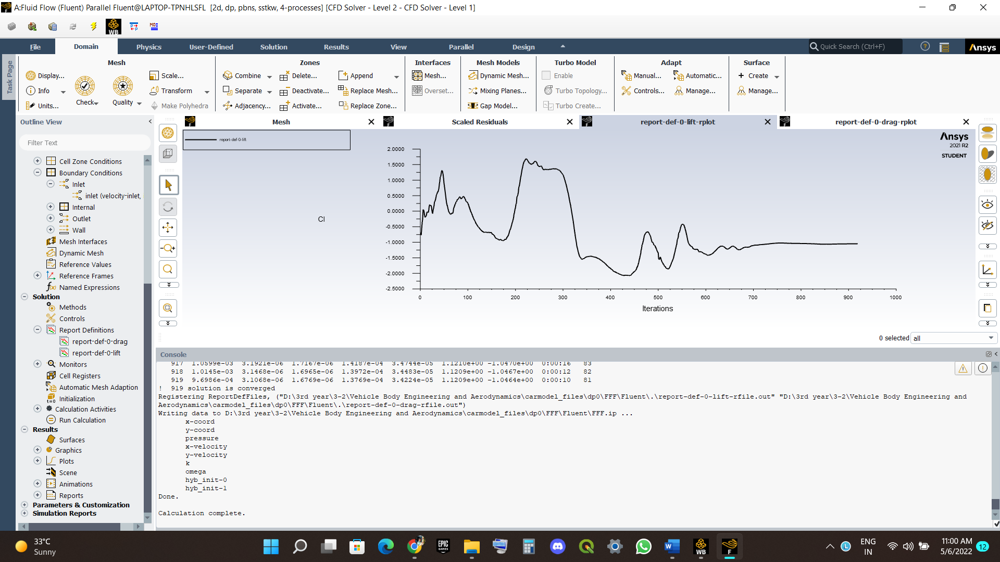 A:Fluid Flow (Fluent) Parallel Fluent@LAPTOP-TPNHLSFL [2d, dp, pbns, sstkw, 4-processes] [CFD Solver - Level 2 - CFD Solver - Level 1]
WB
File Domain Physics User-Defined Solution Results View Parallel Design Quick Search (Ctrl+F) Ansys
Task Page
Mesh
Display...
Info
Units...
Check
Quality
Scale...
Transform
Make Polyhedra
Zones
Combine
Separate
Adjacency...
Delete...
Deactivate...
Activate...
Append
Replace Mesh...
Replace Zone...
Interfaces
Mesh...
Overset...
Mesh Models
Dynamic Mesh...
Mixing Planes...
Gap Model...
Turbo Model
Enable
Turbo Topology...
Turbo Create...
Adapt
Manual...
Controls...
Automatic...
Manage...
Surface
Create
Manage...
Outline View
Filter Text
Cell Zone Conditions
Boundary Conditions
Inlet
inlet (velocity-inlet,
Internal
Outlet
Wall
Mesh Interfaces
Dynamic Mesh
Reference Values
Reference Frames
Named Expressions
Solution
Methods
Controls
Report Definitions
report-def-0-drag
report-def-0-lift
Monitors
Cell Registers
Automatic Mesh Adaption
Initialization
Calculation Activities
Run Calculation
Results
Surfaces
Graphics
Plots
Scene
Animations
Reports
Parameters & Customization
Simulation Reports
Mesh
Scaled Residuals
report-def-0-lift-rplot
report-def-0-drag-rplot
report-def-0-lift
Ansys
2021 R2
STUDENT
2.0000
1.5000
1.0000
0.5000
0.0000
-0.5000
-1.0000
-1.5000
-2.0000
-2.5000
Cl
0 100 200 300 400 500 600 700 800 900 1000
Iterations
0 selected all
Console
917 1.0599e-03 3.1921e-06 1.7167e-06 1.4187e-04 3.4744e-05 1.1210e+00 -1.0470e+00 0:00:16 83
918 1.0145e-03 3.1468e-06 1.6965e-06 1.3972e-04 3.4483e-05 1.1209e+00 -1.0467e+00 0:00:12 82
919 9.6986e-04 3.1068e-06 1.6769e-06 1.3769e-04 3.4224e-05 1.1209e+00 -1.0464e+00 0:00:10 81
! 919 solution is converged
Registering ReportDefFiles, ("D:\3rd year\3-2\Vehicle Body Engineering and Aerodynamics\carmodel_files\dp0\FFF\Fluent\.\report-def-0-lift-rfile.out" "D:\3rd year\3-2\Vehicle Body Engineering and
Aerodynamics\carmodel_files\dp0\FFF\Fluent\.\report-def-0-drag-rfile.out")
Writing data to D:\3rd year\3-2\Vehicle Body Engineering and Aerodynamics\carmodel_files\dp0\FFF\Fluent\FFF.ip ...
x-coord
y-coord
pressure
x-velocity
y-velocity
k
omega
hyb_init-0
hyb_init-1
Done.
Calculation complete.
33°C
Sunny
EPIC
GAMES
WB
F
ENG
IN
11:00 AM
5/6/2022
12